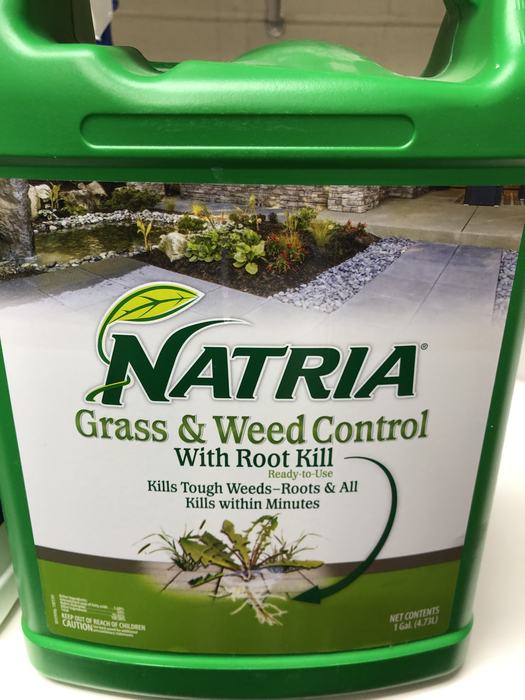 NATRIA®
Grass & Weed Control
With Root Kill
Ready-to-Use
Kills Tough Weeds–Roots & All
Kills within Minutes
KEEP OUT OF REACH OF CHILDREN
CAUTION
NET CONTENTS
1 Gal. (4.73L)